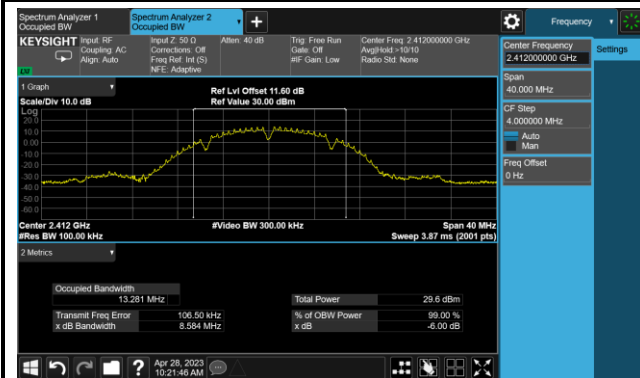 Spectrum Analyzer 1
Occupied BW
Spectrum Analyzer 2
Occupied BW
+
Frequency
KEYSIGHT
Input: RF
Coupling: AC
Align: Auto
Input Z: 50 Ω
Corrections: Off
Freq Ref: Int (S)
NFE: Adaptive
Atten: 40 dB
Trig: Free Run
Gate: Off
#IF Gain: Low
Center Freq: 2.412000000 GHz
Avg|Hold:>10/10
Radio Std: None
Center Frequency
2.412000000 GHz
Settings
Span
40.000 MHz
CF Step
4.000000 MHz
Auto
Man
Freq Offset
0 Hz
1 Graph
Scale/Div 10.0 dB
Ref Lvl Offset 11.60 dB
Ref Value 30.00 dBm
Log
20.0
10.0
0.00
-10.0
-20.0
-30.0
-40.0
-50.0
-60.0
Center 2.412 GHz
#Res BW 100.00 kHz
#Video BW 300.00 kHz
Span 40 MHz
Sweep 3.87 ms (2001 pts)
2 Metrics
Occupied Bandwidth
13.281 MHz
Total Power 29.6 dBm
Transmit Freq Error 106.50 kHz
% of OBW Power 99.00 %
x dB Bandwidth 8.584 MHz
x dB -6.00 dB
?
Apr 28, 2023
10:21:46 AM